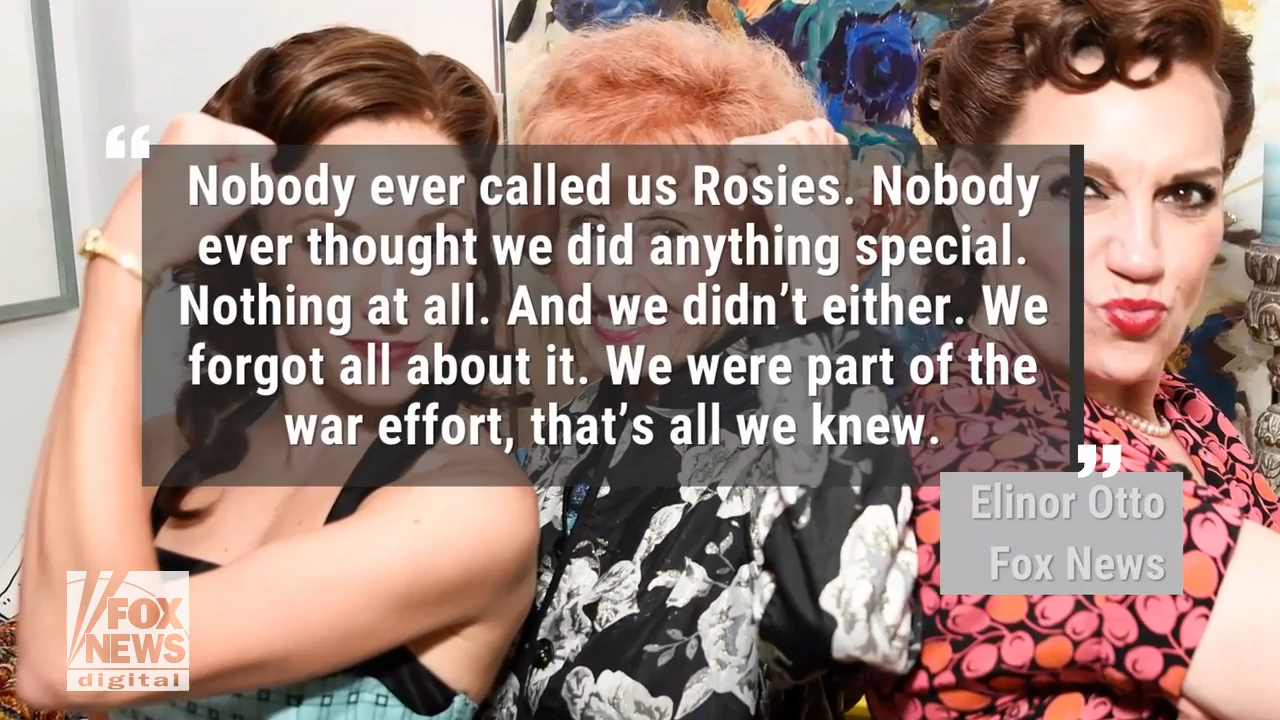 “
Nobody ever called us Rosies. Nobody
ever thought we did anything special.
Nothing at all. And we didn’t either. We
forgot all about it. We were part of the
war effort, that’s all we knew.
”
Elinor Otto
Fox News
FOX
NEWS
digital